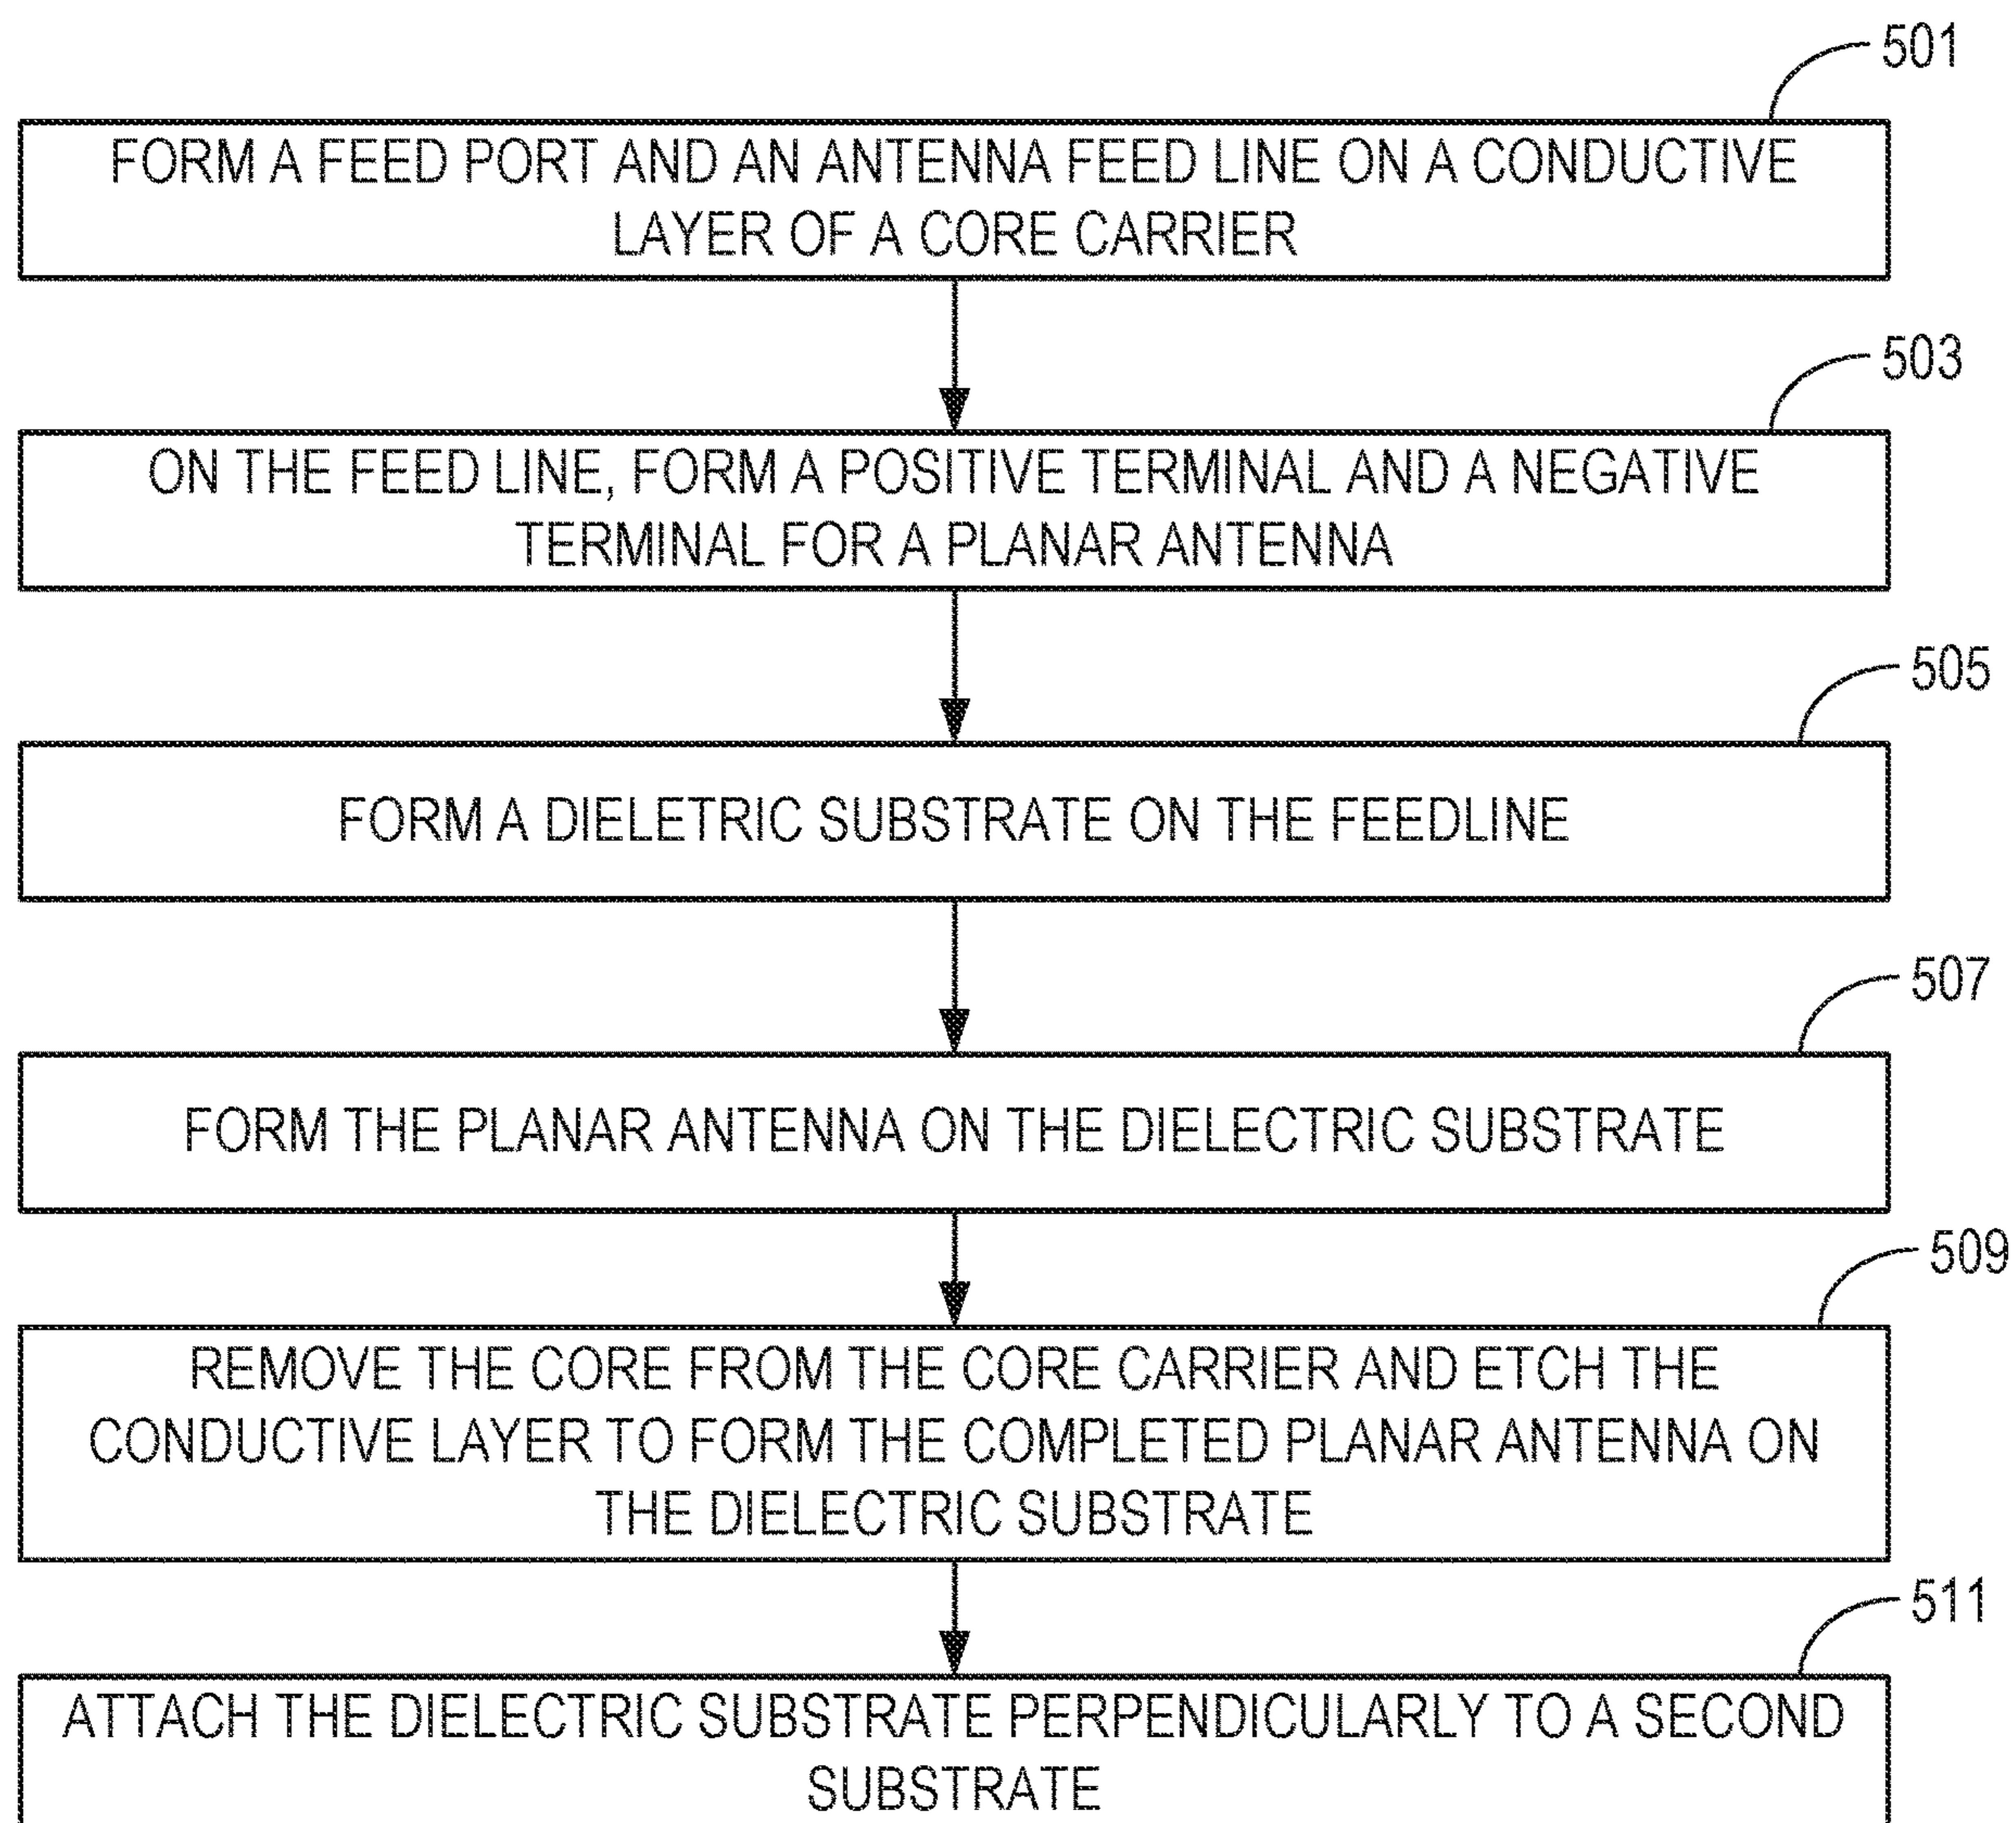 501
FORM A FEED PORT AND AN ANTENNA FEED LINE ON A CONDUCTIVE
LAYER OF A CORE CARRIER
503
ON THE FEED LINE, FORM A POSITIVE TERMINAL AND A NEGATIVE
TERMINAL FOR A PLANAR ANTENNA
505
FORM A DIELETRIC SUBSTRATE ON THE FEEDLINE
507
FORM THE PLANAR ANTENNA ON THE DIELECTRIC SUBSTRATE
509
REMOVE THE CORE FROM THE CORE CARRIER AND ETCH THE
CONDUCTIVE LAYER TO FORM THE COMPLETED PLANAR ANTENNA ON
THE DIELECTRIC SUBSTRATE
511
ATTACH THE DIELECTRIC SUBSTRATE PERPENDICULARLY TO A SECOND
SUBSTRATE